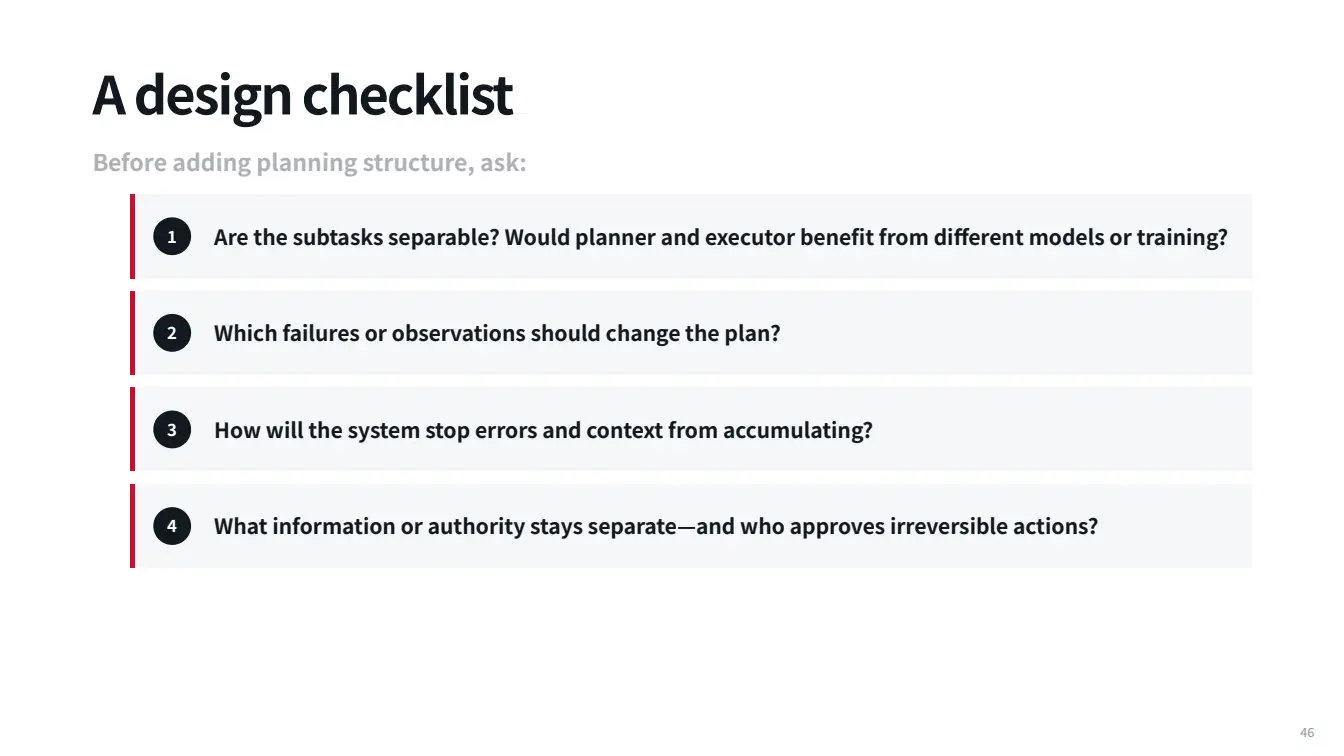 A design checklist
Before adding planning structure, ask:
1 Are the subtasks separable? Would planner and executor benefit from different models or training?
2 Which failures or observations should change the plan?
3 How will the system stop errors and context from accumulating?
4 What information or authority stays separate—and who approves irreversible actions?
46